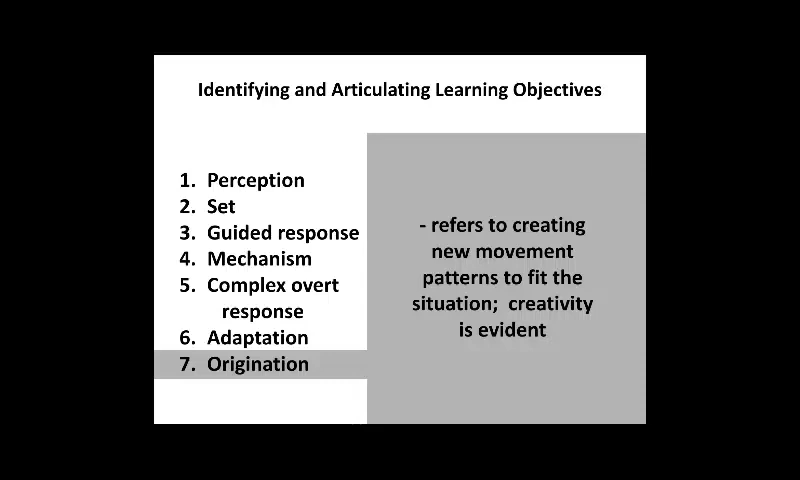 Identifying and Articulating Learning Objectives
1. Perception
2. Set
3. Guided response
4. Mechanism
5. Complex overt
response
6. Adaptation
7. Origination
- refers to creating
new movement
patterns to fit the
situation; creativity
is evident